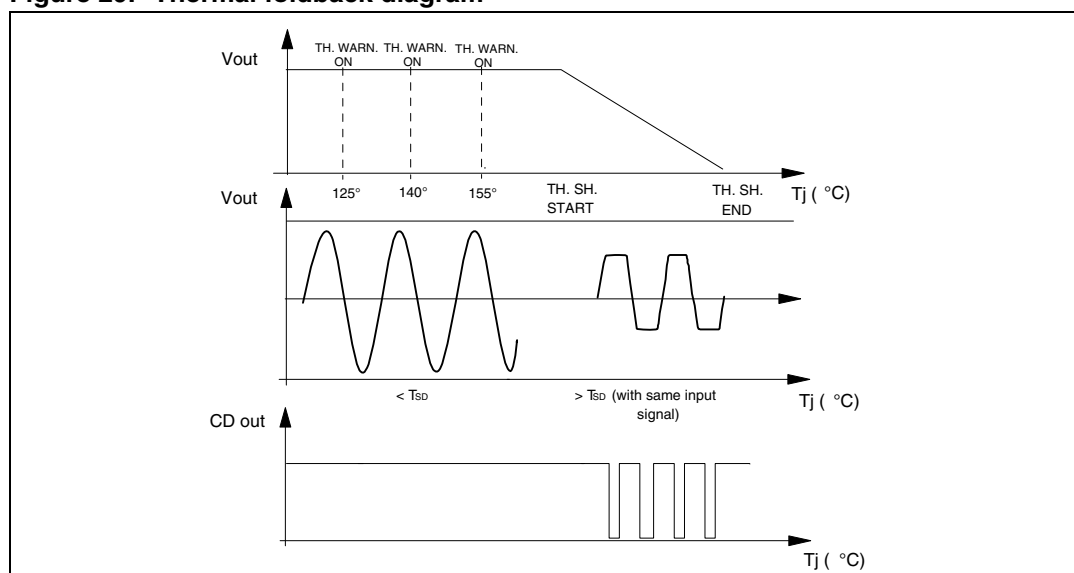 Figure 25. Thermal foldback diagram
Vout
TH. WARN. ON
TH. WARN. ON
TH. WARN. ON
125°
140°
155°
TH. SH. START
TH. SH. END
Tj ( °C)
Vout
< TSD
> TSD (with same input signal)
Tj ( °C)
CD out
Tj ( °C)